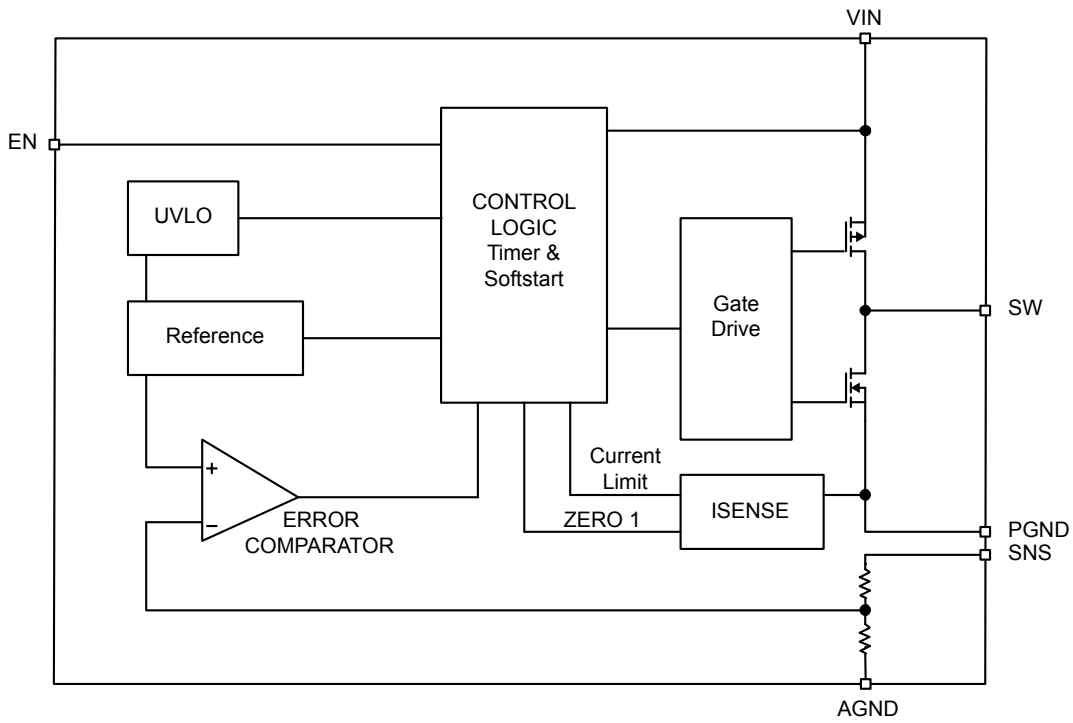 VIN
EN
UVLO
CONTROL
LOGIC
Timer &
Softstart
Reference
Gate
Drive
SW
+
−
ERROR
COMPARATOR
Current
Limit
ZERO 1
ISENSE
PGND
SNS
AGND